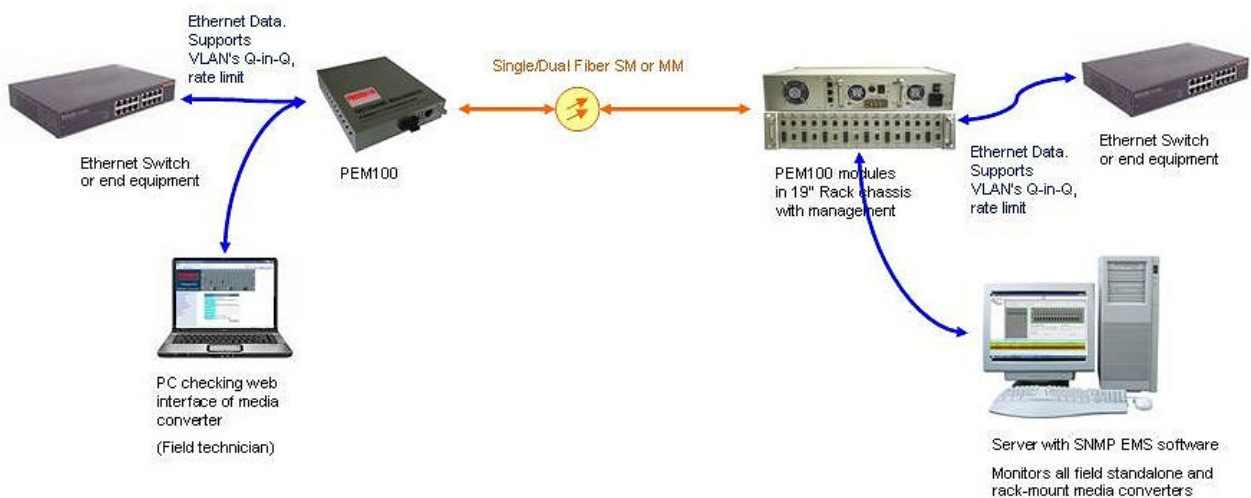 Ethernet Data.
Supports
VLAN's Q-in-Q,
rate limit
Single/Dual Fiber SM or MM
Ethernet Switch
or end equipment
PEM100
PEM100 modules
in 19" Rack chassis
with management
Ethernet Data.
Supports
VLAN's Q-in-Q,
rate limit
Ethernet Switch
or end equipment
PC checking web
interface of media
converter
(Field technician)
Server with SNMP EMS software
Monitors all field standalone and
rack-mount media converters